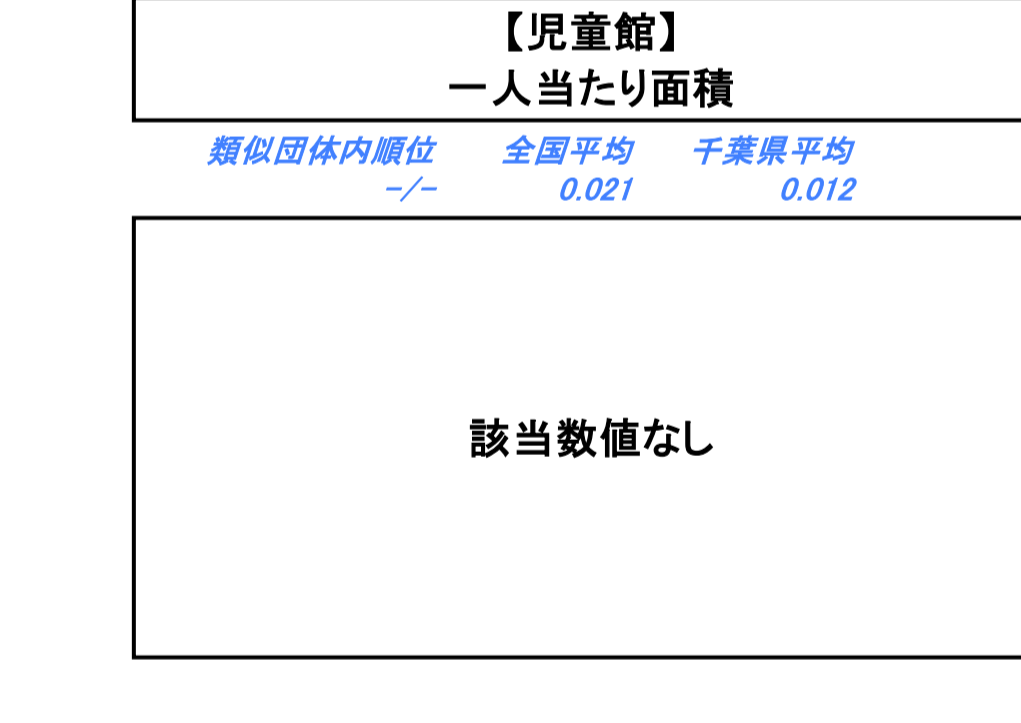 【児童館】
一人当たり面積
類似団体内順位 全国平均 千葉県平均
-/- 0.021 0.012
該当数値なし